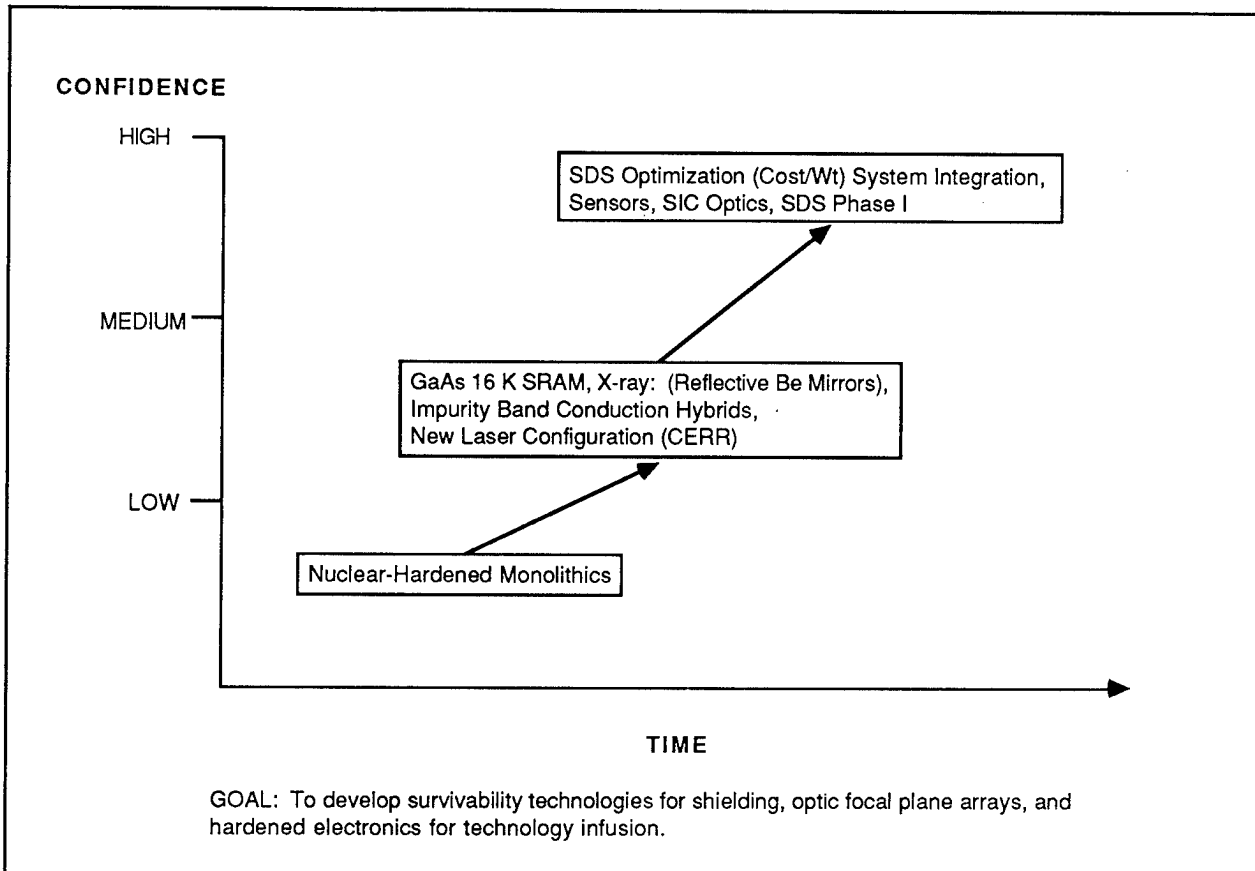 CONFIDENCE
HIGH
SDS Optimization (Cost/Wt) System Integration,
Sensors, SIC Optics, SDS Phase I
MEDIUM
GaAs 16 K SRAM, X-ray: (Reflective Be Mirrors),
Impurity Band Conduction Hybrids,
New Laser Configuration (CERR)
LOW
Nuclear-Hardened Monolithics
TIME
GOAL: To develop survivability technologies for shielding, optic focal plane arrays, and
hardened electronics for technology infusion.